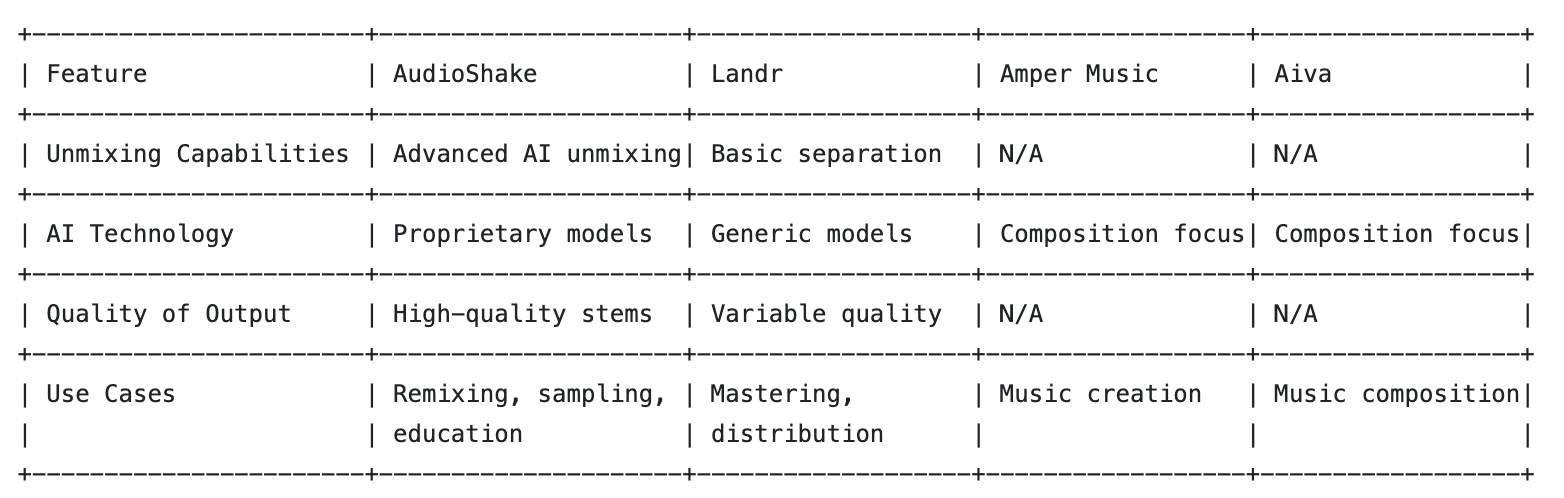 +-----------------------+---------------------+-------------------+------------------+------------------+
| Feature               | AudioShake          | Landr             | Amper Music      | Aiva             |
+-----------------------+---------------------+-------------------+------------------+------------------+
| Unmixing Capabilities | Advanced AI unmixing| Basic separation  | N/A              | N/A              |
+-----------------------+---------------------+-------------------+------------------+------------------+
| AI Technology         | Proprietary models  | Generic models    | Composition focus| Composition focus|
+-----------------------+---------------------+-------------------+------------------+------------------+
| Quality of Output     | High-quality stems  | Variable quality  | N/A              | N/A              |
+-----------------------+---------------------+-------------------+------------------+------------------+
| Use Cases             | Remixing, sampling, | Mastering,        | Music creation   | Music composition|
|                       | education           | distribution      |                  |                  |
+-----------------------+---------------------+-------------------+------------------+------------------+